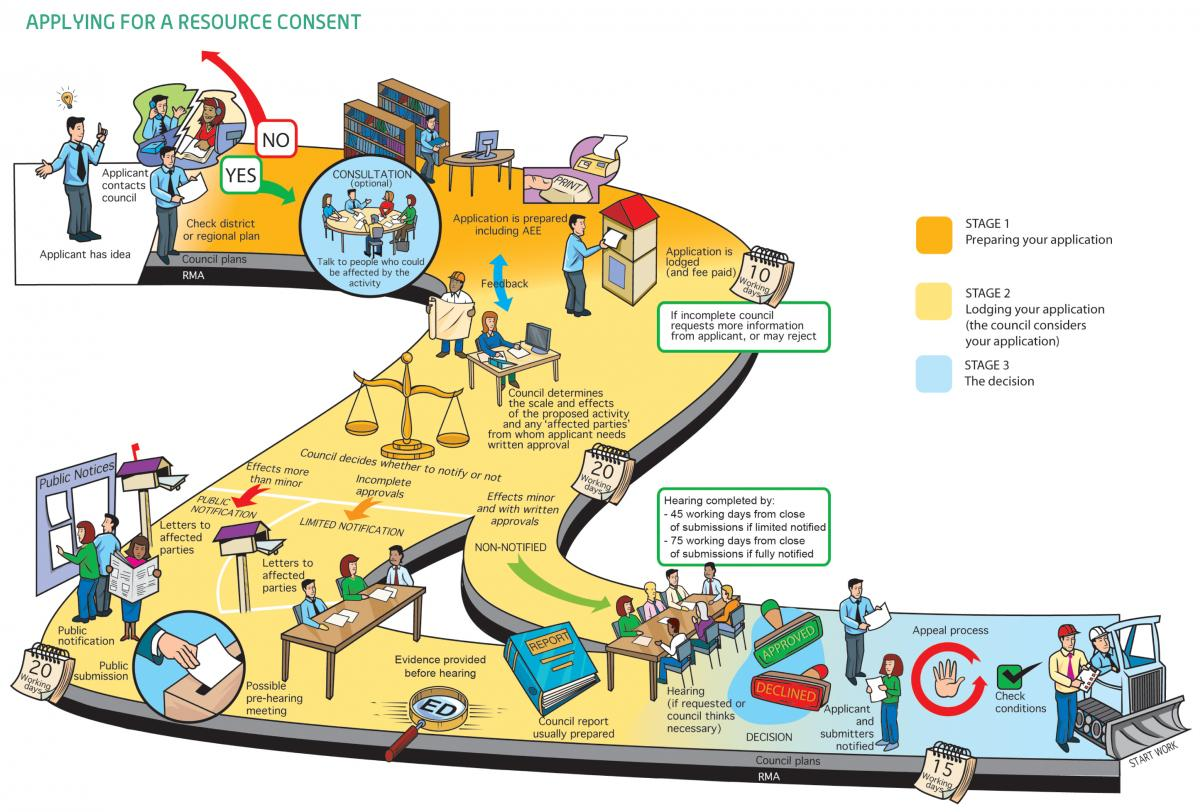 APPLYING FOR A RESOURCE CONSENT
NO
YES
Applicant
contacts
council
Applicant has idea
Check district
or regional plan
Council plans
RMA
CONSULTATION
(optional)
Talk to people who could
be affected by the
activity
Application is prepared
including AEE
PRINT
Feedback
Application is
lodged
(and fee paid)
10
Working
days
If incomplete council
requests more information
from applicant, or may reject
STAGE 1
Preparing your application
STAGE 2
Lodging your application
(the council considers
your application)
STAGE 3
The decision
Council determines
the scale and effects
of the proposed activity
and any 'affected parties'
from whom applicant needs
written approval
20
Working
days
Council decides whether to notify or not
Effects more
than minor
PUBLIC
NOTIFICATION
Incomplete
approvals
LIMITED NOTIFICATION
Effects minor
and with written
approvals
NON-NOTIFIED
Public Notices
Letters to
affected
parties
Letters to
affected
parties
Public
notification
20
Working
days
Public
submission
Possible
pre-hearing
meeting
Evidence provided
before hearing
ED
REPORT
Council report
usually prepared
Hearing completed by:
- 45 working days from close
of submissions if limited notified
- 75 working days from close
of submissions if fully notified
Hearing
(if requested or
council thinks
necessary)
APPROVED
DECLINED
DECISION
Applicant
and
submitters
notified
Appeal process
Check
conditions
15
Working
days
START WORK
Council plans
RMA